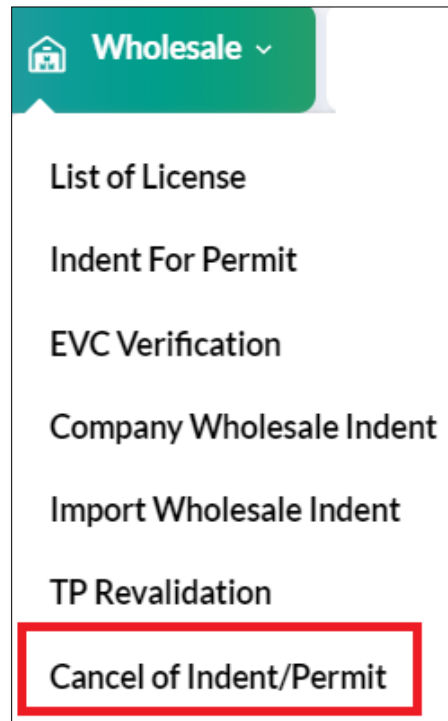 Wholesale
List of License
Indent For Permit
EVC Verification
Company Wholesale Indent
Import Wholesale Indent
TP Revalidation
Cancel of Indent/Permit